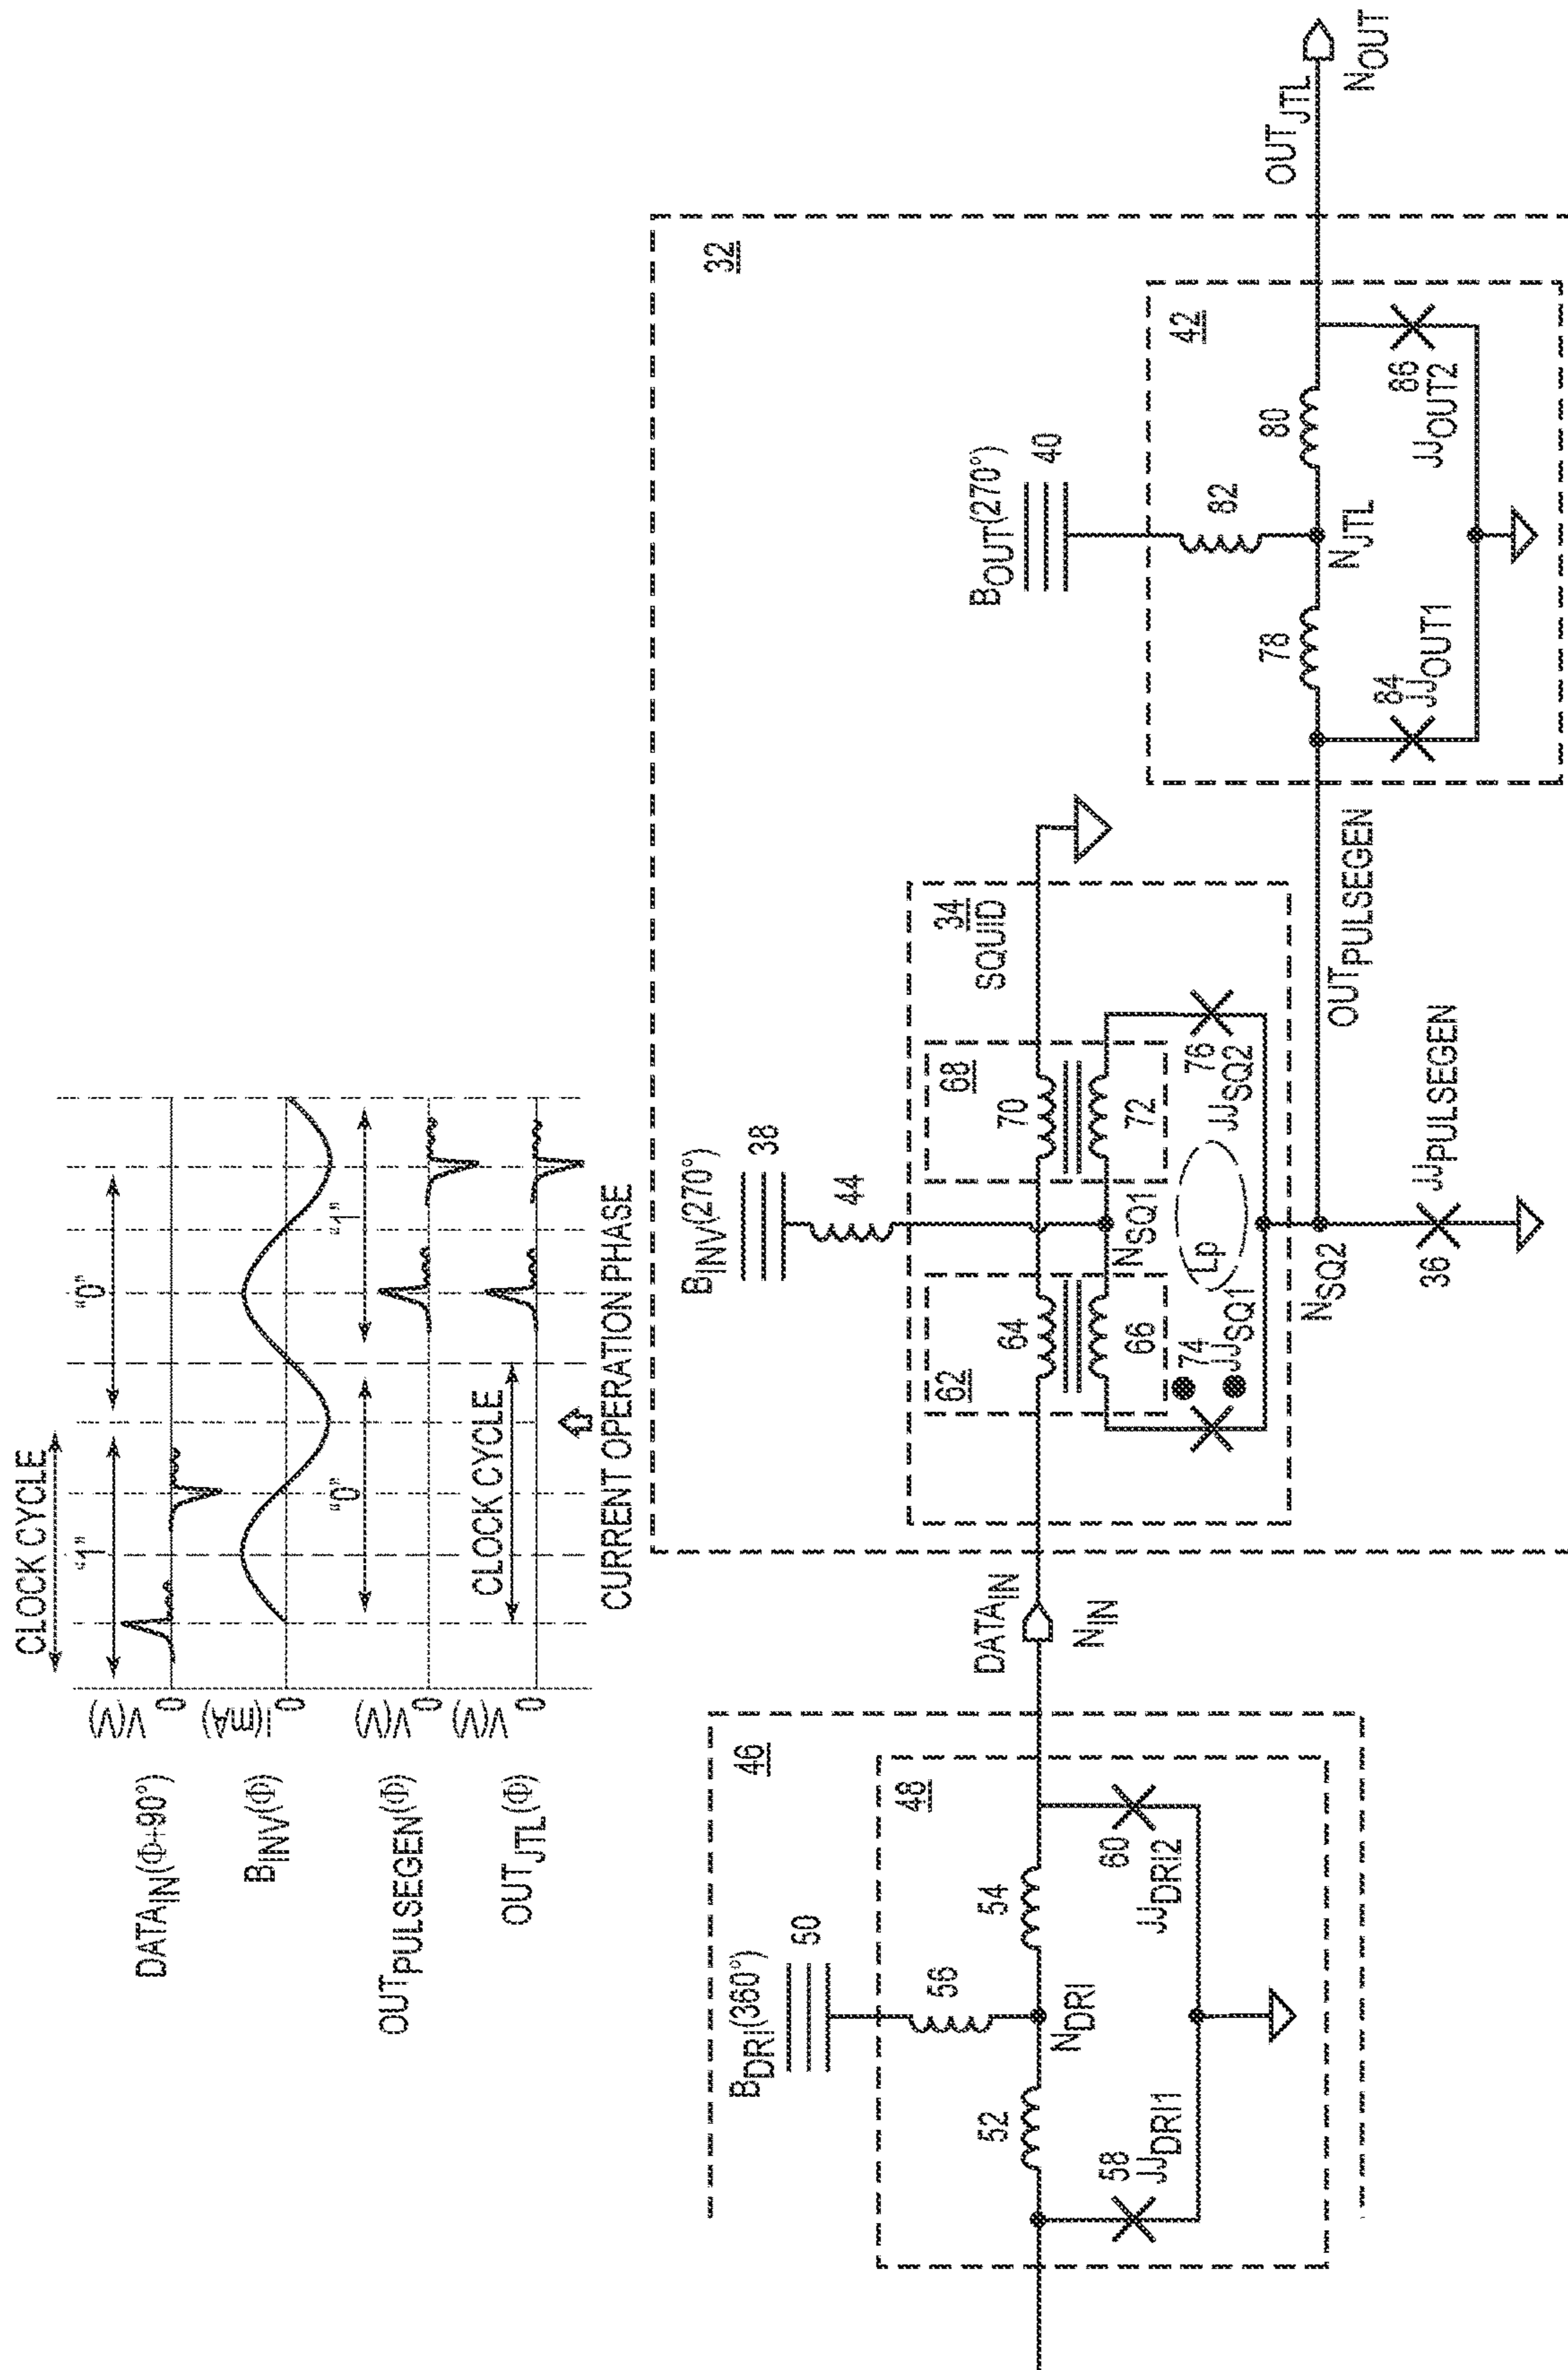 CLOCK CYCLE
DATAIN(Φ+90°)
V(V)
0
"1"
"0"
BINV(Φ)
I(mA)
0
OUTPULSEGEN(Φ)
V(V)
0
"0"
"1"
OUTJTL(Φ)
V(V)
0
CLOCK CYCLE
CURRENT OPERATION PHASE
46
BDRI(360°)
50
48
56
52
54
NDRI
58
JJDRI1
60
JJDRI2
DATAIN
NIN
32
BINV(270°)
38
44
34
SQUID
62
64
66
68
70
72
NSQ1
74
JJSQ1
Lp
76
JJSQ2
NSQ2
36
JJPULSEGEN
OUTPULSEGEN
BOUT(270°)
40
42
82
78
80
NJTL
84
JJOUT1
86
JJOUT2
OUTJTL
NOUT